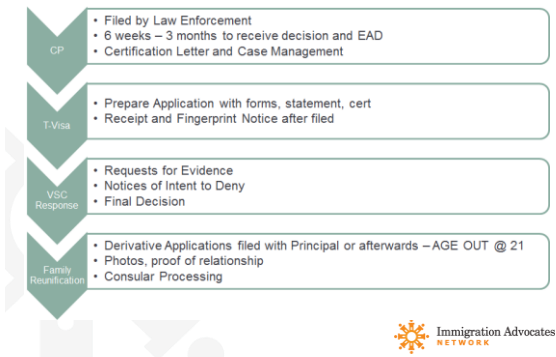 CP
• Filed by Law Enforcement
• 6 weeks – 3 months to receive decision and EAD
• Certification Letter and Case Management
T-Visa
• Prepare Application with forms, statement, cert
• Receipt and Fingerprint Notice after filed
VSC
Response
• Requests for Evidence
• Notices of Intent to Deny
• Final Decision
Family
Reunification
• Derivative Applications filed with Principal or afterwards – AGE OUT @ 21
• Photos, proof of relationship
• Consular Processing
Immigration Advocates
NETWORK